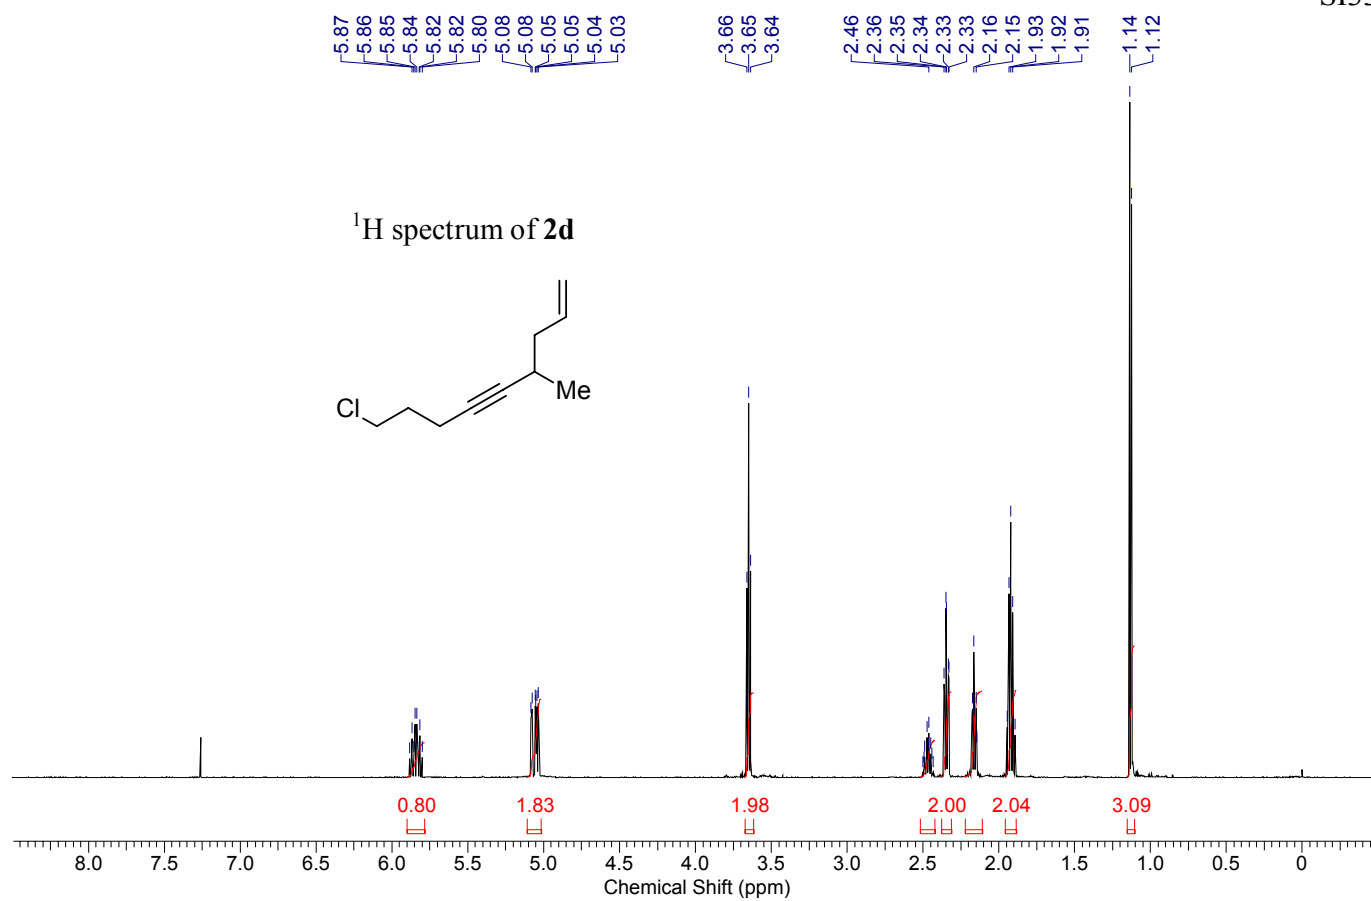 SI53
5.87 5.86 5.85 5.84 5.82 5.82 5.80 5.08 5.08 5.05 5.05 5.04 5.03 3.66 3.65 3.64 2.46 2.36 2.35 2.34 2.33 2.33 2.16 2.15 1.93 1.92 1.91 1.14 1.12
¹H spectrum of 2d
Me
Cl
0.80 1.83 1.98 2.00 2.04 3.09
8.0 7.5 7.0 6.5 6.0 5.5 5.0 4.5 4.0 3.5 3.0 2.5 2.0 1.5 1.0 0.5 0
Chemical Shift (ppm)